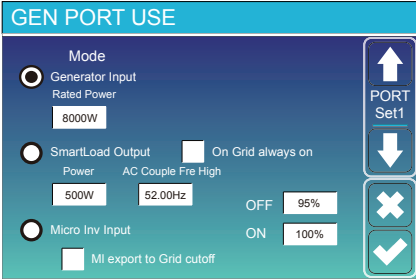 GEN PORT USE
Mode
Generator Input
Rated Power
8000W
PORT
Set1
SmartLoad Output On Grid always on
Power AC Couple Fre High
500W 52.00Hz
OFF 95%
Micro Inv Input ON 100%
MI export to Grid cutoff